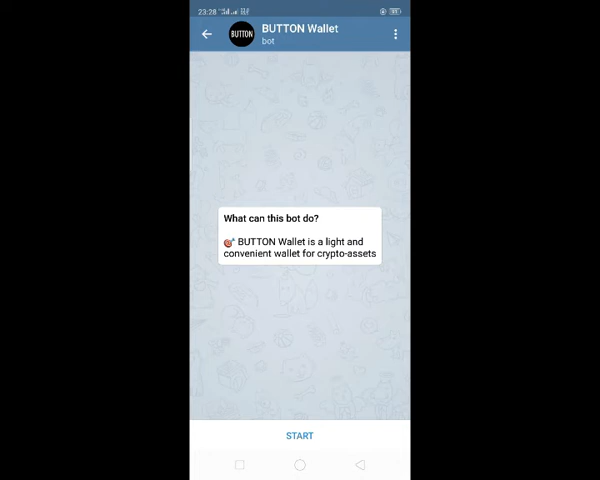 23:28
BUTTON
BUTTON Wallet
bot
What can this bot do?
🎯 BUTTON Wallet is a light and
convenient wallet for crypto-assets
START